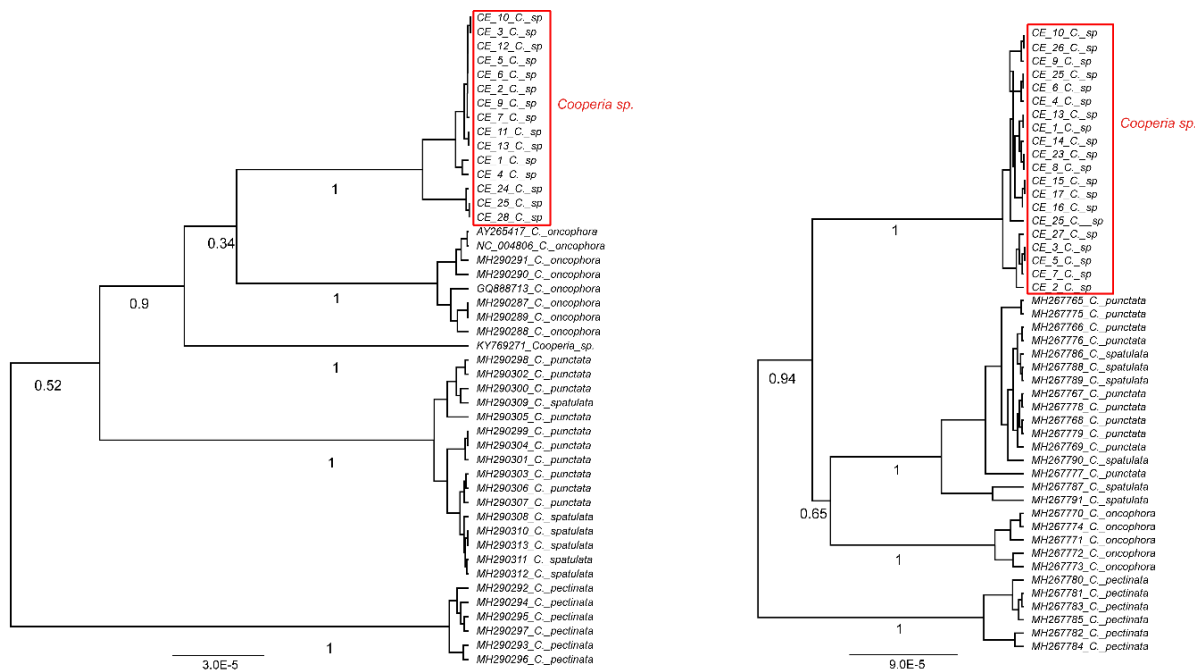 CE_10_C._sp
CE_3_C._sp
CE_12_C._sp
CE_5_C._sp
CE_6_C._sp
CE_2_C._sp
CE_9_C._sp
CE_7_C._sp
CE_11_C._sp
CE_13_C._sp
CE_1_C._sp
CE_4_C._sp
CE_24_C._sp
CE_25_C._sp
CE_28_C._sp
Cooperia sp.
AY265417_C._oncophora
NC_004806_C._oncophora
MH290291_C._oncophora
MH290290_C._oncophora
GQ888713_C._oncophora
MH290287_C._oncophora
MH290289_C._oncophora
MH290288_C._oncophora
KY769271_Cooperia_sp.
MH290298_C._punctata
MH290302_C._punctata
MH290300_C._punctata
MH290309_C._spatulata
MH290305_C._punctata
MH290299_C._punctata
MH290304_C._punctata
MH290301_C._punctata
MH290303_C._punctata
MH290306_C._punctata
MH290307_C._punctata
MH290308_C._spatulata
MH290310_C._spatulata
MH290313_C._spatulata
MH290311_C._spatulata
MH290312_C._spatulata
MH290292_C._pectinata
MH290294_C._pectinata
MH290295_C._pectinata
MH290297_C._pectinata
MH290293_C._pectinata
MH290296_C._pectinata
1
0.34
1
0.9
1
0.52
1
1
3.0E-5
CE_10_C._sp
CE_26_C._sp
CE_9_C._sp
CE_25_C._sp
CE_6_C._sp
CE_4_C._sp
CE_13_C._sp
CE_1_C._sp
CE_14_C._sp
CE_23_C._sp
CE_8_C._sp
CE_15_C._sp
CE_17_C._sp
CE_16_C._sp
CE_25_C.__sp
CE_27_C._sp
CE_3_C._sp
CE_5_C._sp
CE_7_C._sp
CE_2_C._sp
Cooperia sp.
MH267765_C._punctata
MH267775_C._punctata
MH267766_C._punctata
MH267776_C._punctata
MH267786_C._spatulata
MH267788_C._spatulata
MH267789_C._spatulata
MH267767_C._punctata
MH267778_C._punctata
MH267768_C._punctata
MH267779_C._punctata
MH267769_C._punctata
MH267790_C._spatulata
MH267777_C._punctata
MH267787_C._spatulata
MH267791_C._spatulata
MH267770_C._oncophora
MH267774_C._oncophora
MH267771_C._oncophora
MH267772_C._oncophora
MH267773_C._oncophora
MH267780_C._pectinata
MH267781_C._pectinata
MH267783_C._pectinata
MH267785_C._pectinata
MH267782_C._pectinata
MH267784_C._pectinata
1
0.94
1
0.65
1
1
9.0E-5